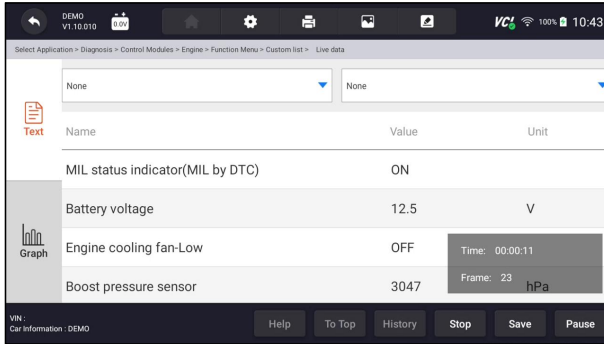 DEMO
V1.10.010
0.0V
VCI
100%
10:43
Select Application > Diagnosis > Control Modules > Engine > Function Menu > Custom list > Live data
None
None
Text
Name Value Unit
MIL status indicator(MIL by DTC) ON
Battery voltage 12.5 V
Graph
Engine cooling fan-Low OFF
Time: 00:00:11
Frame: 23
Boost pressure sensor 3047 hPa
VIN :
Car Information : DEMO
Help To Top History Stop Save Pause